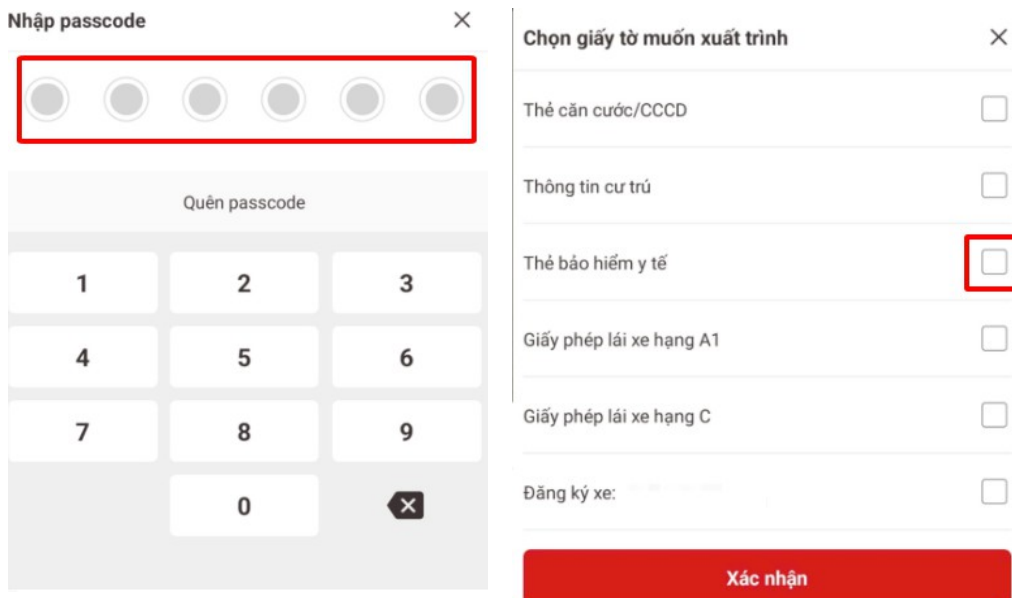 Nhập passcode
Quên passcode
1 2 3
4 5 6
7 8 9
0
Chọn giấy tờ muốn xuất trình
Thẻ căn cước/CCCD
Thông tin cư trú
Thẻ bảo hiểm y tế
Giấy phép lái xe hạng A1
Giấy phép lái xe hạng C
Đăng ký xe:
Xác nhận